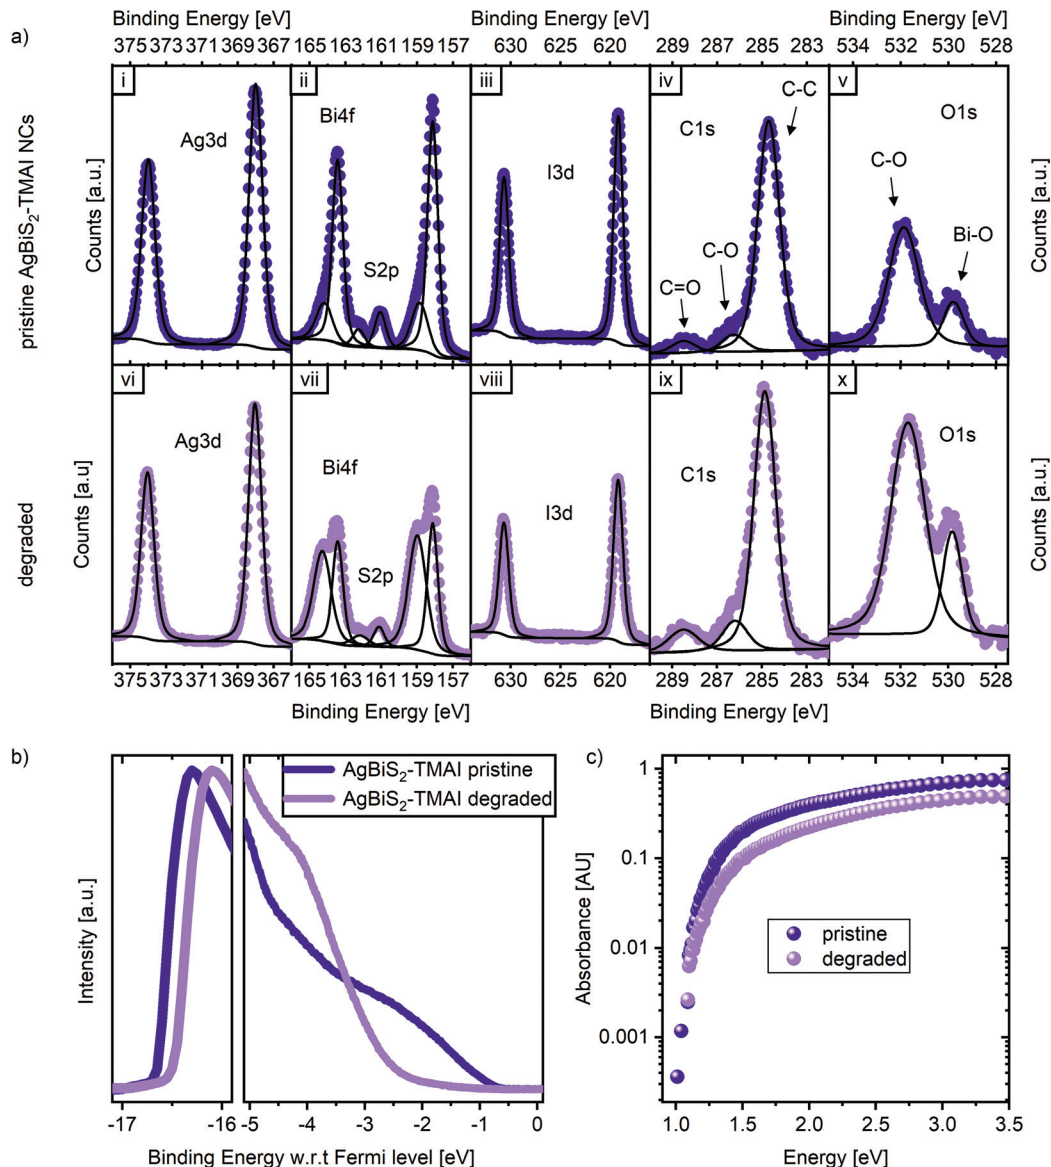 Binding Energy [eV]
Binding Energy [eV]
a)
375 373 371 369 367 165 163 161 159 157 630 625 620 289 287 285 283 534 532 530 528
i
ii
iii
iv
v
pristine AgBiS2-TMAI NCs
Counts [a.u.]
Ag3d
Bi4f
S2p
I3d
C1s
C-C
C-O
C=O
O1s
C-O
Bi-O
Counts [a.u.]
vi
vii
viii
ix
x
degraded
Counts [a.u.]
Ag3d
Bi4f
S2p
I3d
C1s
O1s
Counts [a.u.]
375 373 371 369 367 165 163 161 159 157 630 625 620 289 287 285 283 534 532 530 528
Binding Energy [eV]
Binding Energy [eV]
b)
AgBiS2-TMAI pristine
AgBiS2-TMAI degraded
Intensity [a.u.]
-17 -16 -5 -4 -3 -2 -1 0
Binding Energy w.r.t Fermi level [eV]
c)
1
0.1
0.01
0.001
Absorbance [AU]
pristine
degraded
1.0 1.5 2.0 2.5 3.0 3.5
Energy [eV]